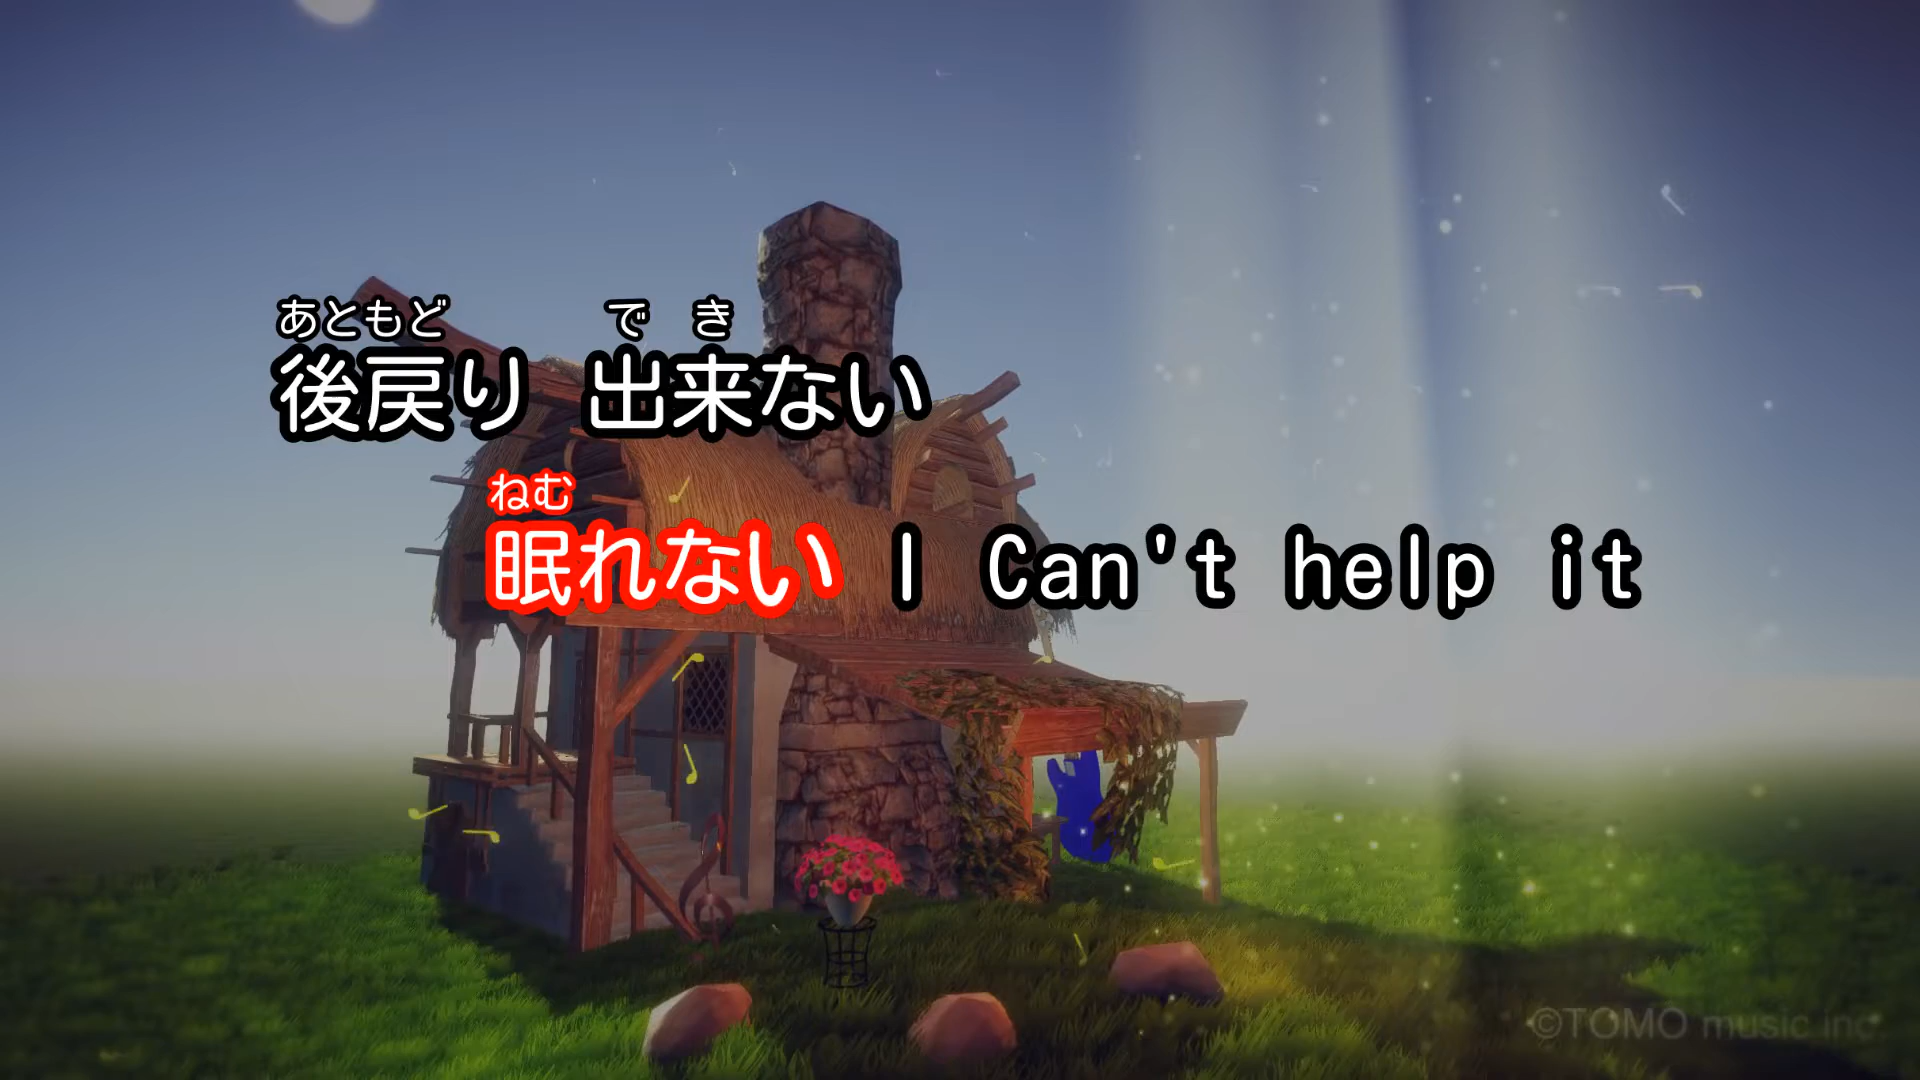 あともど で き
後戻り 出来ない
ねむ
眠れない I Can't help it
©TOMO music inc